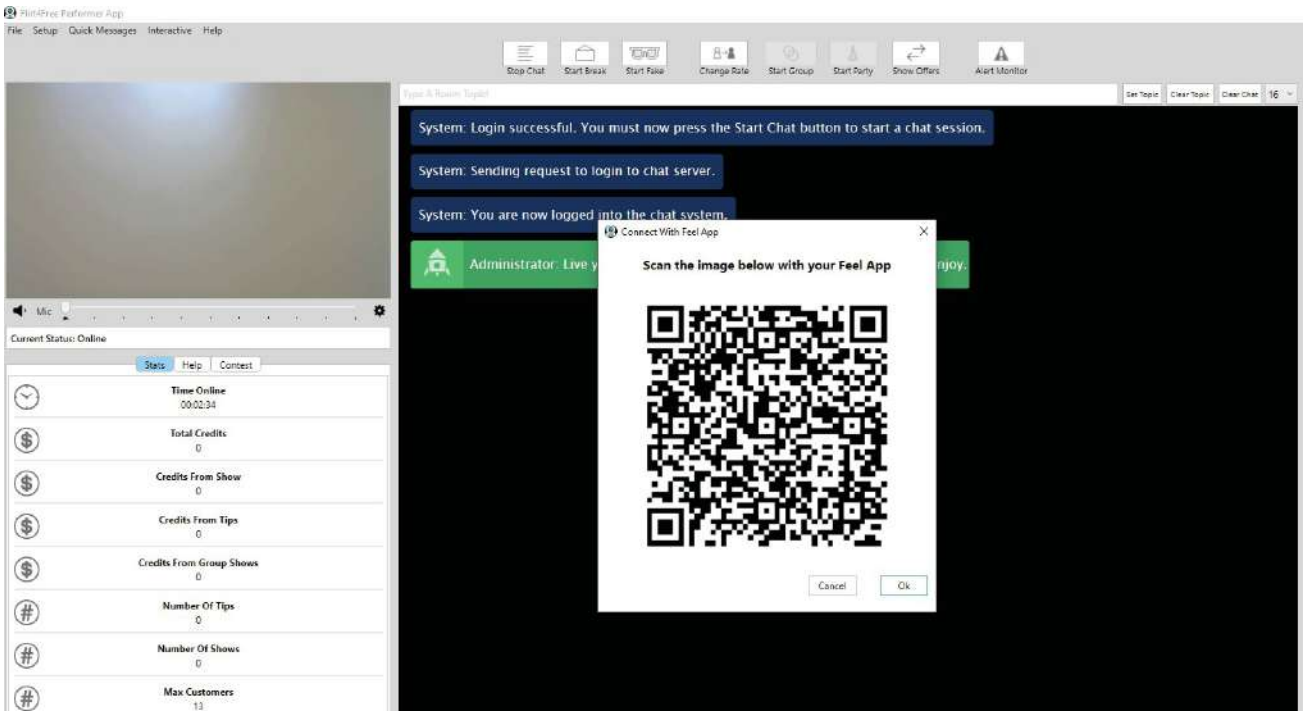 Flirt4Free Performer App
File Setup Quick Messages Interactive Help
Stop Chat Start Break Start Fake Change Rate Start Group Start Party Show Offers Alert Monitor
Type A Room Topic!
Set Topic Clear Topic Clear Chat 16
System: Login successful. You must now press the Start Chat button to start a chat session.
System: Sending request to login to chat server.
System: You are now logged into the chat system.
Administrator: Live y
njoy.
Connect With Feel App
Scan the image below with your Feel App
Cancel Ok
Mic
Current Status: Online
Stats Help Contest
Time Online
00:02:34
Total Credits
0
Credits From Show
0
Credits From Tips
0
Credits From Group Shows
0
Number Of Tips
0
Number Of Shows
0
Max Customers
13